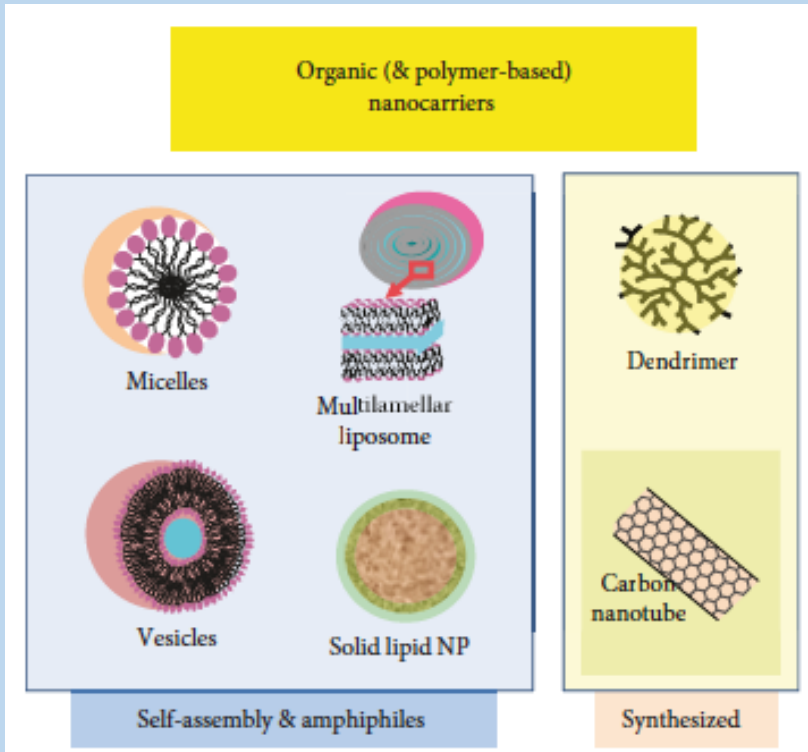 Organic (& polymer-based)
nanocarriers
Micelles
Multilamellar
liposome
Dendrimer
Vesicles
Solid lipid NP
Carbon
nanotube
Self-assembly & amphiphiles
Synthesized